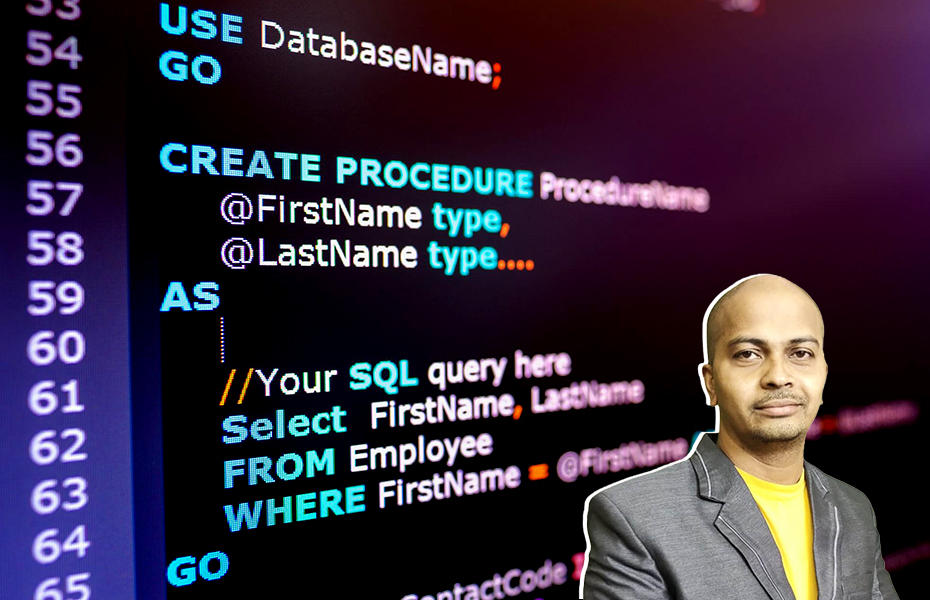 53
54 USE DatabaseName;
55 GO
56
57 CREATE PROCEDURE ProcedureName
58 @FirstName type,
59 @LastName type....
60 AS
61
62 //Your SQL query here
63 Select FirstName, LastName
64 FROM Employee
65 WHERE FirstName = @FirstName
GO
ContactCode